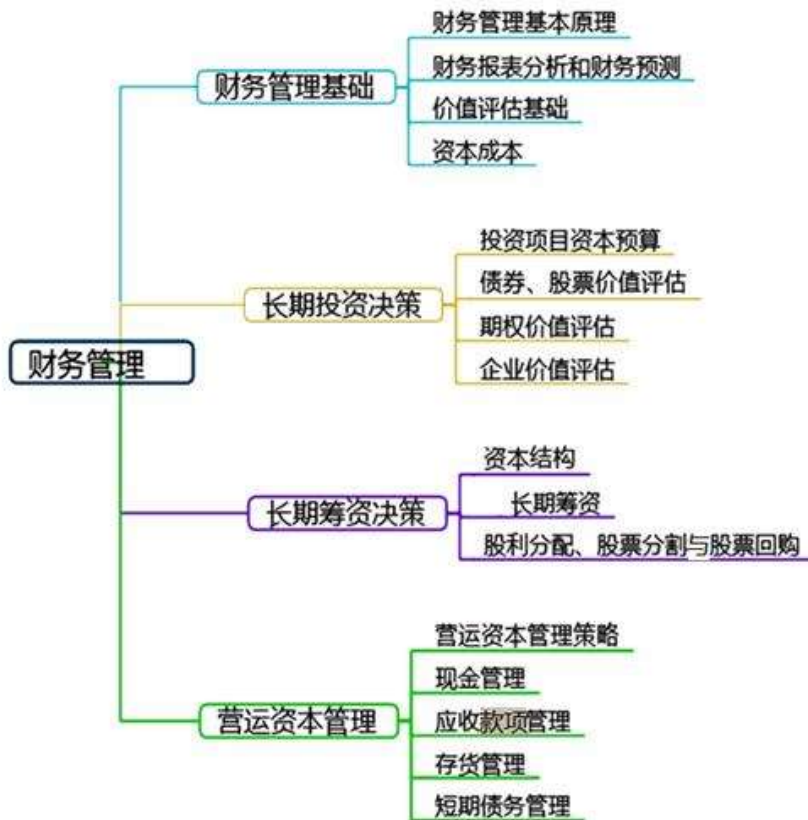 财务管理
财务管理基础
财务管理基本原理
财务报表分析和财务预测
价值评估基础
资本成本
长期投资决策
投资项目资本预算
债券、股票价值评估
期权价值评估
企业价值评估
长期筹资决策
资本结构
长期筹资
股利分配、股票分割与股票回购
营运资本管理
营运资本管理策略
现金管理
应收款项管理
存货管理
短期债务管理